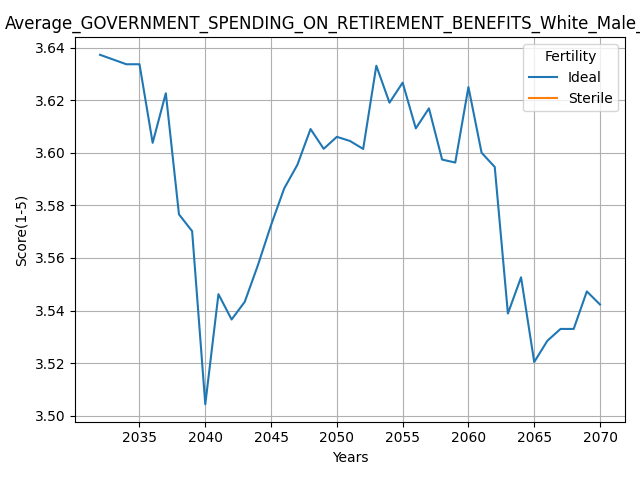 Average_GOVERNMENT_SPENDING_ON_RETIREMENT_BENEFITS_White_Male_
Fertility
Ideal
Sterile
3.64
3.62
3.60
3.58
3.56
3.54
3.52
3.50
Score(1-5)
2035 2040 2045 2050 2055 2060 2065 2070
Years